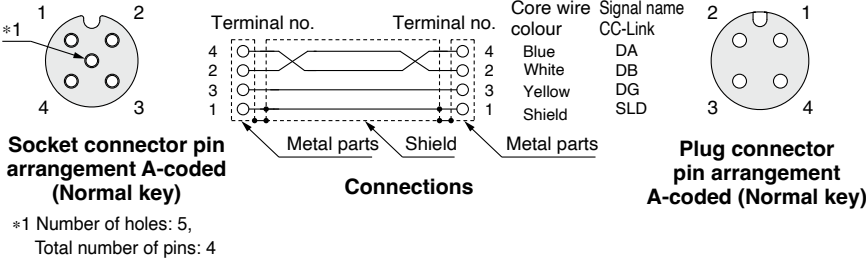 1 2
*1
4 3
Socket connector pin
arrangement A-coded
(Normal key)
*1 Number of holes: 5,
Total number of pins: 4
Terminal no. Terminal no. Core wire colour Signal name CC-Link
4 4 Blue DA
2 2 White DB
3 3 Yellow DG
1 1 Shield SLD
Metal parts Shield Metal parts
Connections
2 1
3 4
Plug connector
pin arrangement
A-coded (Normal key)